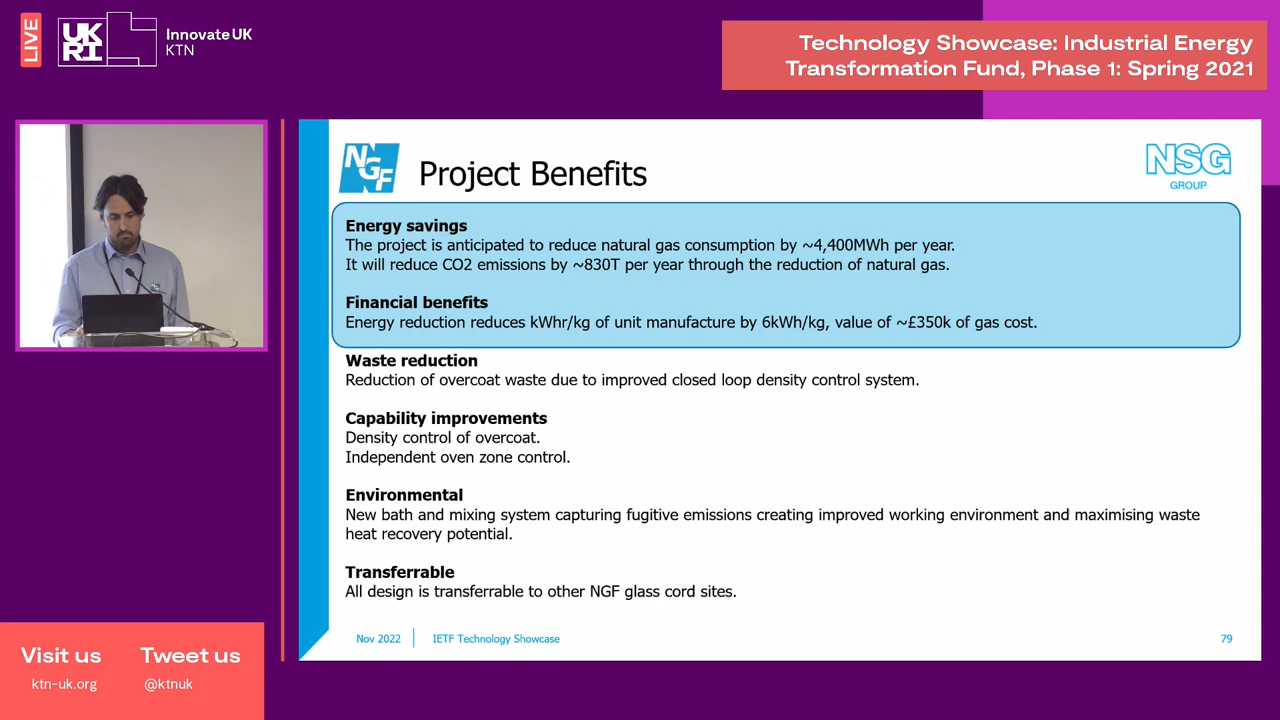 LIVE
UK
RI
Innovate UK
KTN
Technology Showcase: Industrial Energy
Transformation Fund, Phase 1: Spring 2021
NGF
Project Benefits
NSG
GROUP
Energy savings
The project is anticipated to reduce natural gas consumption by ~4,400MWh per year.
It will reduce CO2 emissions by ~830T per year through the reduction of natural gas.
Financial benefits
Energy reduction reduces kWhr/kg of unit manufacture by 6kWh/kg, value of ~£350k of gas cost.
Waste reduction
Reduction of overcoat waste due to improved closed loop density control system.
Capability improvements
Density control of overcoat.
Independent oven zone control.
Environmental
New bath and mixing system capturing fugitive emissions creating improved working environment and maximising waste
heat recovery potential.
Transferrable
All design is transferrable to other NGF glass cord sites.
Nov 2022
IETF Technology Showcase
79
Visit us
Tweet us
ktn-uk.org
@ktnuk